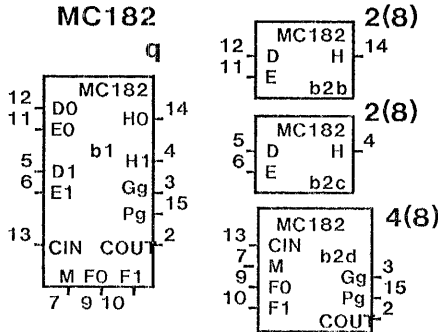 MC182
q
MC182
12 D0
11 E0
H0 14
b1
H1 4
5 D1
6 E1
Gg 3
Pg 15
13 CIN COUT 2
M F0 F1
7 9 10
2(8)
MC182
12 D H 14
11 E
b2b
2(8)
MC182
5 D H 4
6 E
b2c
4(8)
MC182
13 CIN
b2d
7 M
Gg 3
9 F0
Pg 15
10 F1
COUT 2